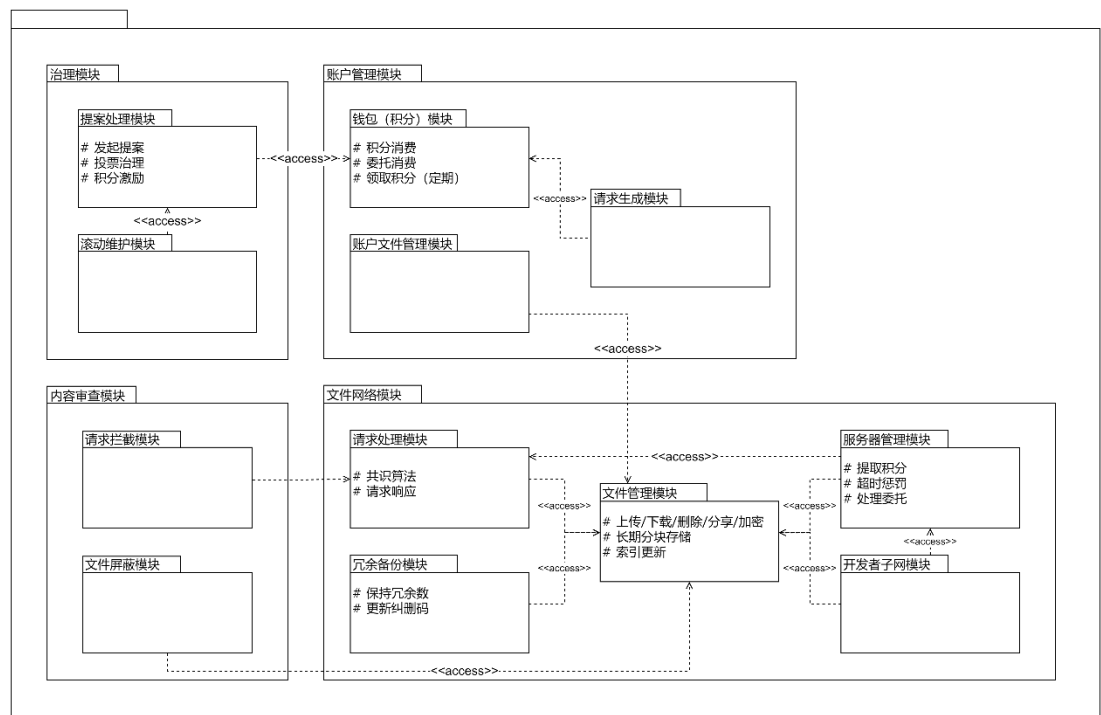 治理模块
提案处理模块
# 发起提案
# 投票治理
# 积分激励
<<access>>
滚动维护模块
<<access>>
账户管理模块
钱包（积分）模块
# 积分消费
# 委托消费
# 领取积分（定期）
<<access>>
请求生成模块
账户文件管理模块
<<access>>
内容审查模块
请求拦截模块
文件屏蔽模块
<<access>>
文件网络模块
请求处理模块
# 共识算法
# 请求响应
<<access>>
<<access>>
冗余备份模块
# 保持冗余数
# 更新纠删码
<<access>>
文件管理模块
# 上传/下载/删除/分享/加密
# 长期分块存储
# 索引更新
服务器管理模块
# 提取积分
# 超时惩罚
# 处理委托
<<access>>
<<access>>
<<access>>
开发者子网模块